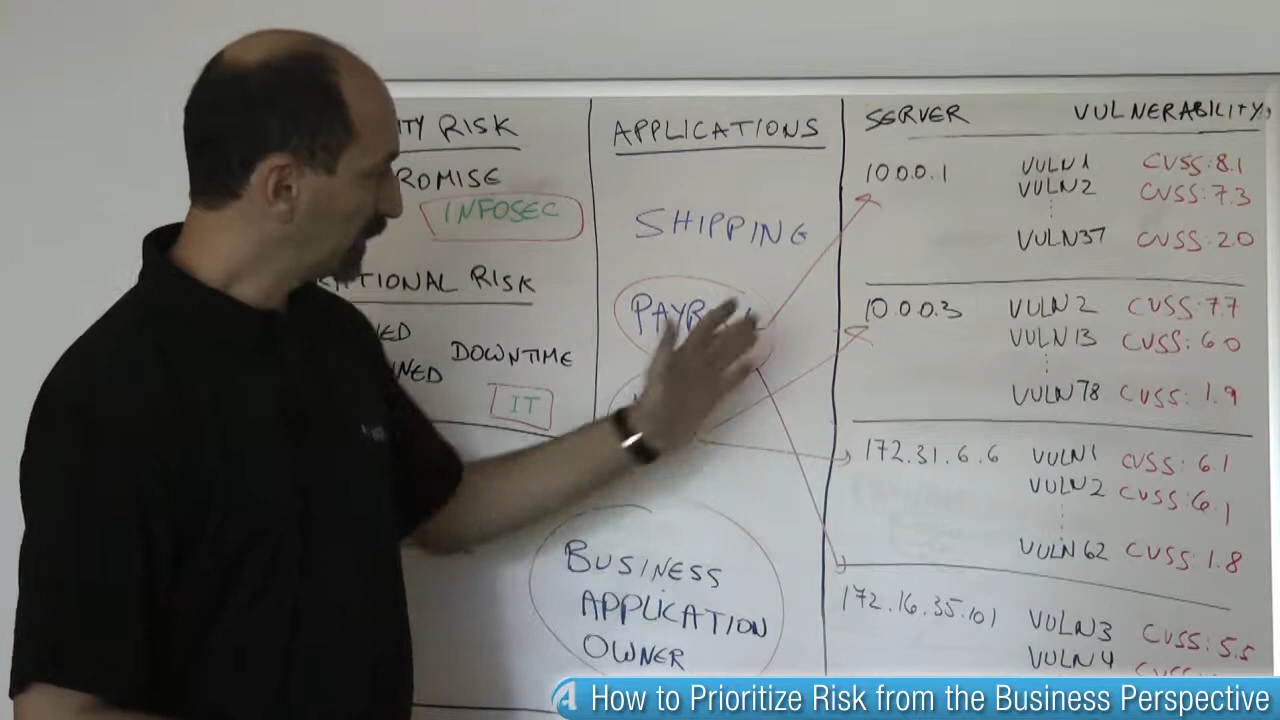 RISK
INFOSEC
RISK
DOWNTIME
IT
APPLICATIONS
SHIPPING
BUSINESS
APPLICATION
OWNER
SERVER VULNERABILITY
10.0.0.1 VULN1 CVSS:8.1
VULN2 CVSS:7.3
VULN37 CVSS:2.0
10.0.0.3 VULN2 CVSS:7.7
VULN13 CVSS:6.0
VULN78 CVSS:1.9
172.31.6.6 VULN1 CVSS:6.1
VULN2 CVSS:6.1
VULN62 CVSS:1.8
172.16.35.101 VULN3 CVSS:5.5
VULN4
How to Prioritize Risk from the Business Perspective